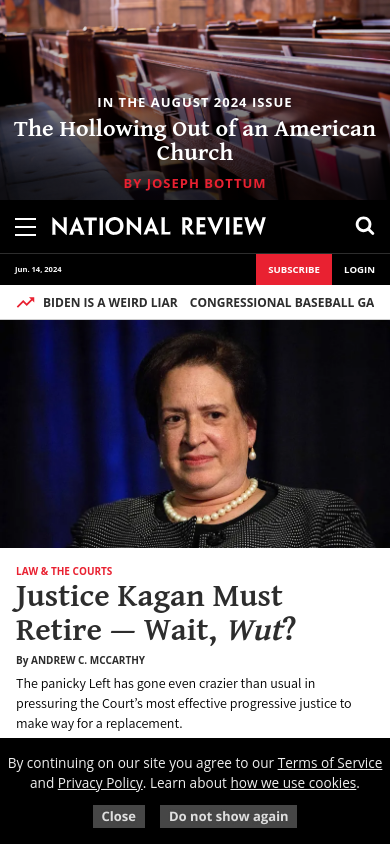 IN THE AUGUST 2024 ISSUE
The Hollowing Out of an American
Church
BY JOSEPH BOTTUM
NATIONAL REVIEW
Jun. 14, 2024
SUBSCRIBE
LOGIN
BIDEN IS A WEIRD LIAR
CONGRESSIONAL BASEBALL GA
LAW & THE COURTS
Justice Kagan Must
Retire — Wait, Wut?
By ANDREW C. MCCARTHY
The panicky Left has gone even crazier than usual in
pressuring the Court’s most effective progressive justice to
make way for a replacement.
By continuing on our site you agree to our Terms of Service
and Privacy Policy. Learn about how we use cookies.
Close
Do not show again